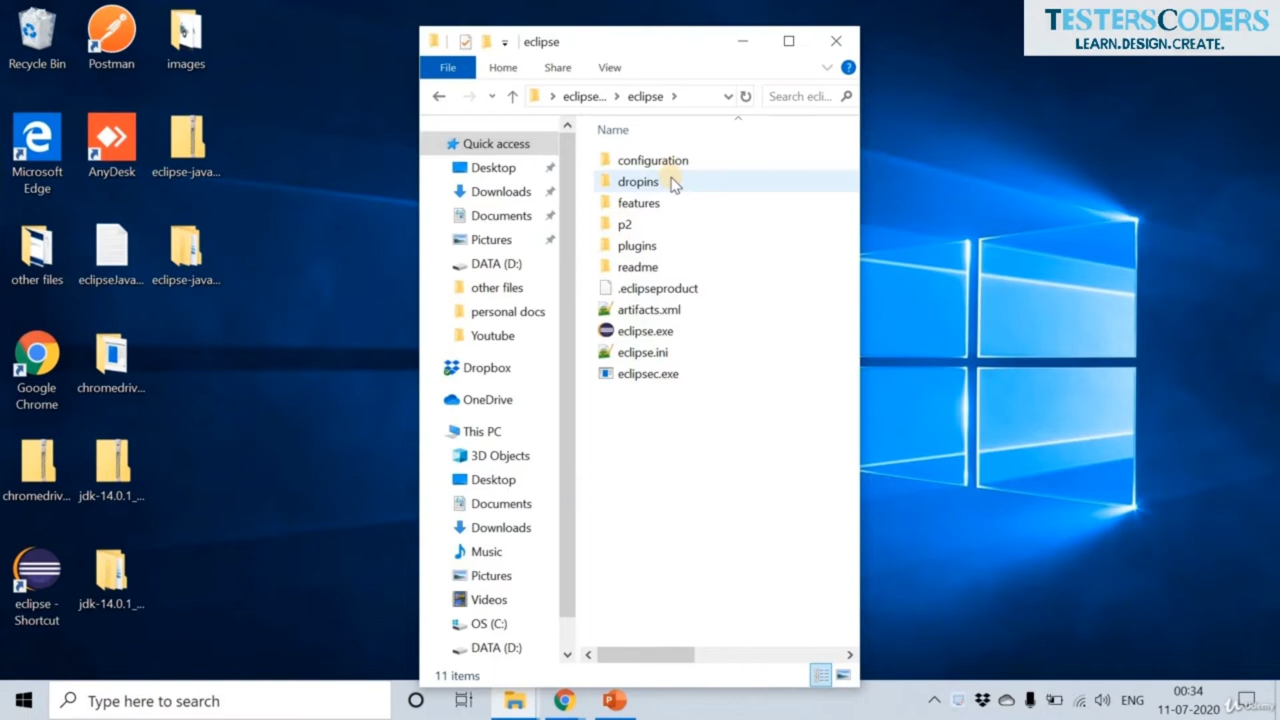 TESTERSCODERS
LEARN.DESIGN.CREATE.
Recycle Bin
Postman
images
Microsoft
Edge
AnyDesk
eclipse-java...
other files
eclipseJava...
eclipse-java...
Google
Chrome
chromedriv...
chromedriv...
jdk-14.0.1_...
eclipse -
Shortcut
jdk-14.0.1_...
eclipse
File
Home
Share
View
eclipse...
eclipse
Search ecli...
Quick access
Desktop
Downloads
Documents
Pictures
DATA (D:)
other files
personal docs
Youtube
Dropbox
OneDrive
This PC
3D Objects
Desktop
Documents
Downloads
Music
Pictures
Videos
OS (C:)
DATA (D:)
Name
configuration
dropins
features
p2
plugins
readme
.eclipseproduct
artifacts.xml
eclipse.exe
eclipse.ini
eclipsec.exe
11 items
Type here to search
ENG
00:34
11-07-2020
Udemy